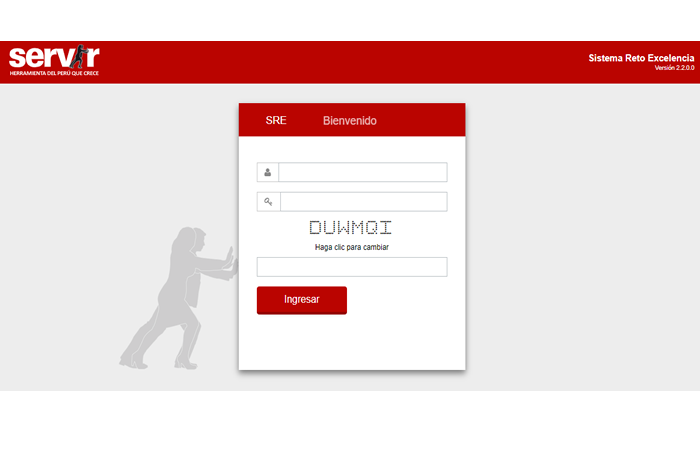 servir
HERRAMIENTA DEL PERÚ QUE CRECE
Sistema Reto Excelencia
Versión 2.2.0.0
SRE Bienvenido
DUWMQI
Haga clic para cambiar
Ingresar